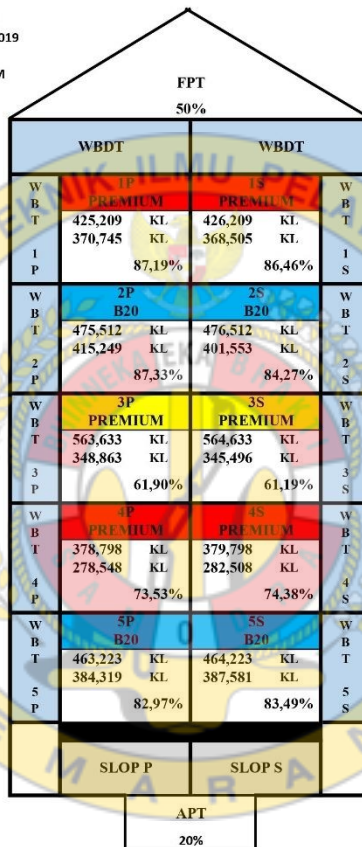 019
M
FPT
50%
WBDT WBDT
W B T 1 P
1P 1S
PREMIUM PREMIUM
425,209 KL 426,209 KL
370,745 KL 368,505 KL
87,19% 86,46%
W B T 1 S
W B T 2 P
2P 2S
B20 B20
475,512 KL 476,512 KL
415,249 KL 401,553 KL
87,33% 84,27%
W B T 2 S
W B T 3 P
3P 3S
PREMIUM PREMIUM
563,633 KL 564,633 KL
348,863 KL 345,496 KL
61,90% 61,19%
W B T 3 S
W B T 4 P
4P 4S
PREMIUM PREMIUM
378,798 KL 379,798 KL
278,548 KL 282,508 KL
73,53% 74,38%
W B T 4 S
W B T 5 P
5P 5S
B20 B20
463,223 KL 464,223 KL
384,319 KL 387,581 KL
82,97% 83,49%
W B T 5 S
SLOP P SLOP S
APT
20%